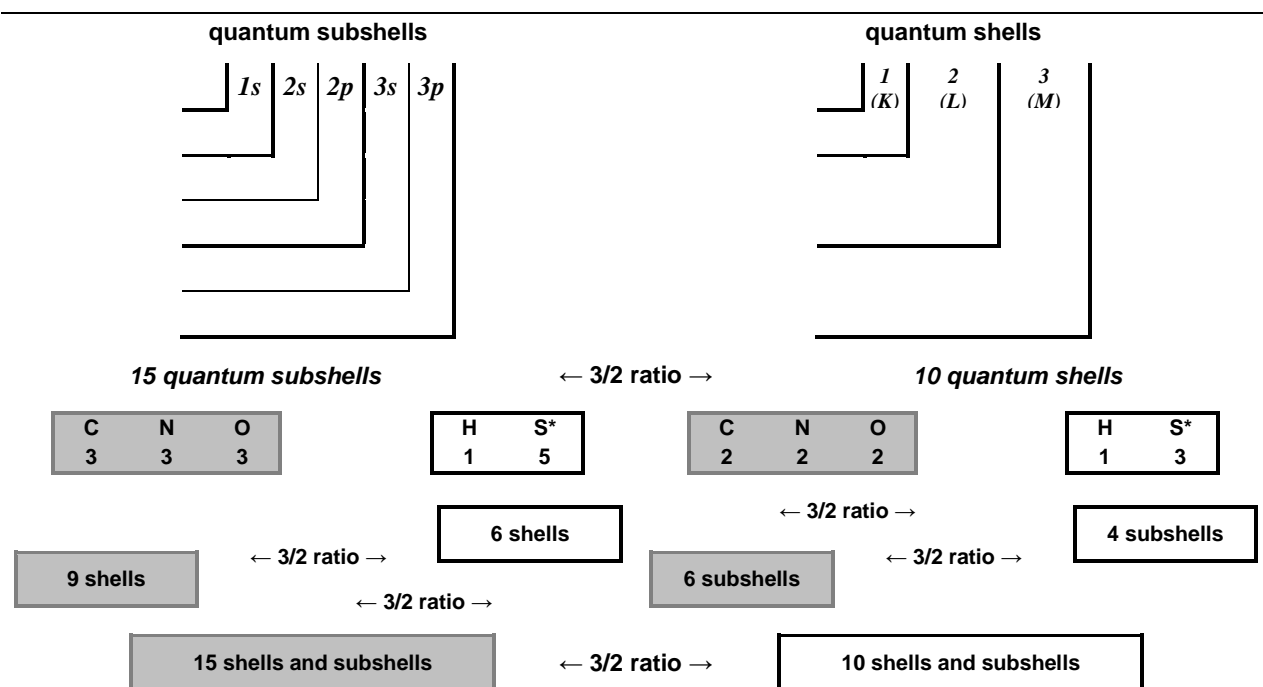 quantum subshells quantum shells
1s 2s 2p 3s 3p 1 2 3
(K) (L) (M)
15 quantum subshells ← 3/2 ratio → 10 quantum shells
C N O H S* C N O H S*
3 3 3 1 5 2 2 2 1 3
← 3/2 ratio →
6 shells 4 subshells
← 3/2 ratio → ← 3/2 ratio →
9 shells 6 subshells
← 3/2 ratio →
15 shells and subshells ← 3/2 ratio → 10 shells and subshells